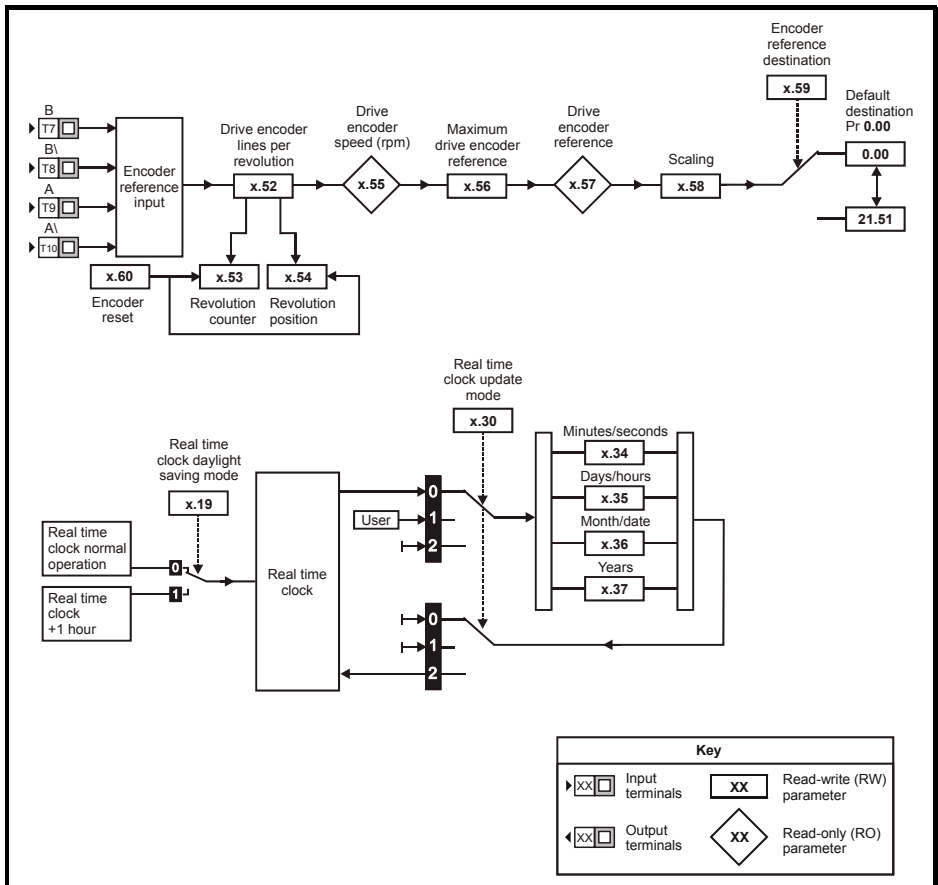 Encoder
reference
destination
x.59
Default
destination
Pr 0.00
0.00
21.51
B
T7
B\
T8
A
T9
A\
T10
Encoder
reference
input
Drive encoder
lines per
revolution
x.52
Drive
encoder
speed (rpm)
x.55
Maximum
drive encoder
reference
x.56
Drive
encoder
reference
x.57
Scaling
x.58
x.60
Encoder
reset
x.53
Revolution
counter
x.54
Revolution
position
Real time
clock update
mode
x.30
Real time
clock daylight
saving mode
x.19
Real time
clock normal
operation
0
Real time
clock
+1 hour
1
Real time
clock
User
0
1
2
0
1
2
Minutes/seconds
x.34
Days/hours
x.35
Month/date
x.36
Years
x.37
Key
XX
Input
terminals
XX
Read-write (RW)
parameter
XX
Output
terminals
XX
Read-only (RO)
parameter